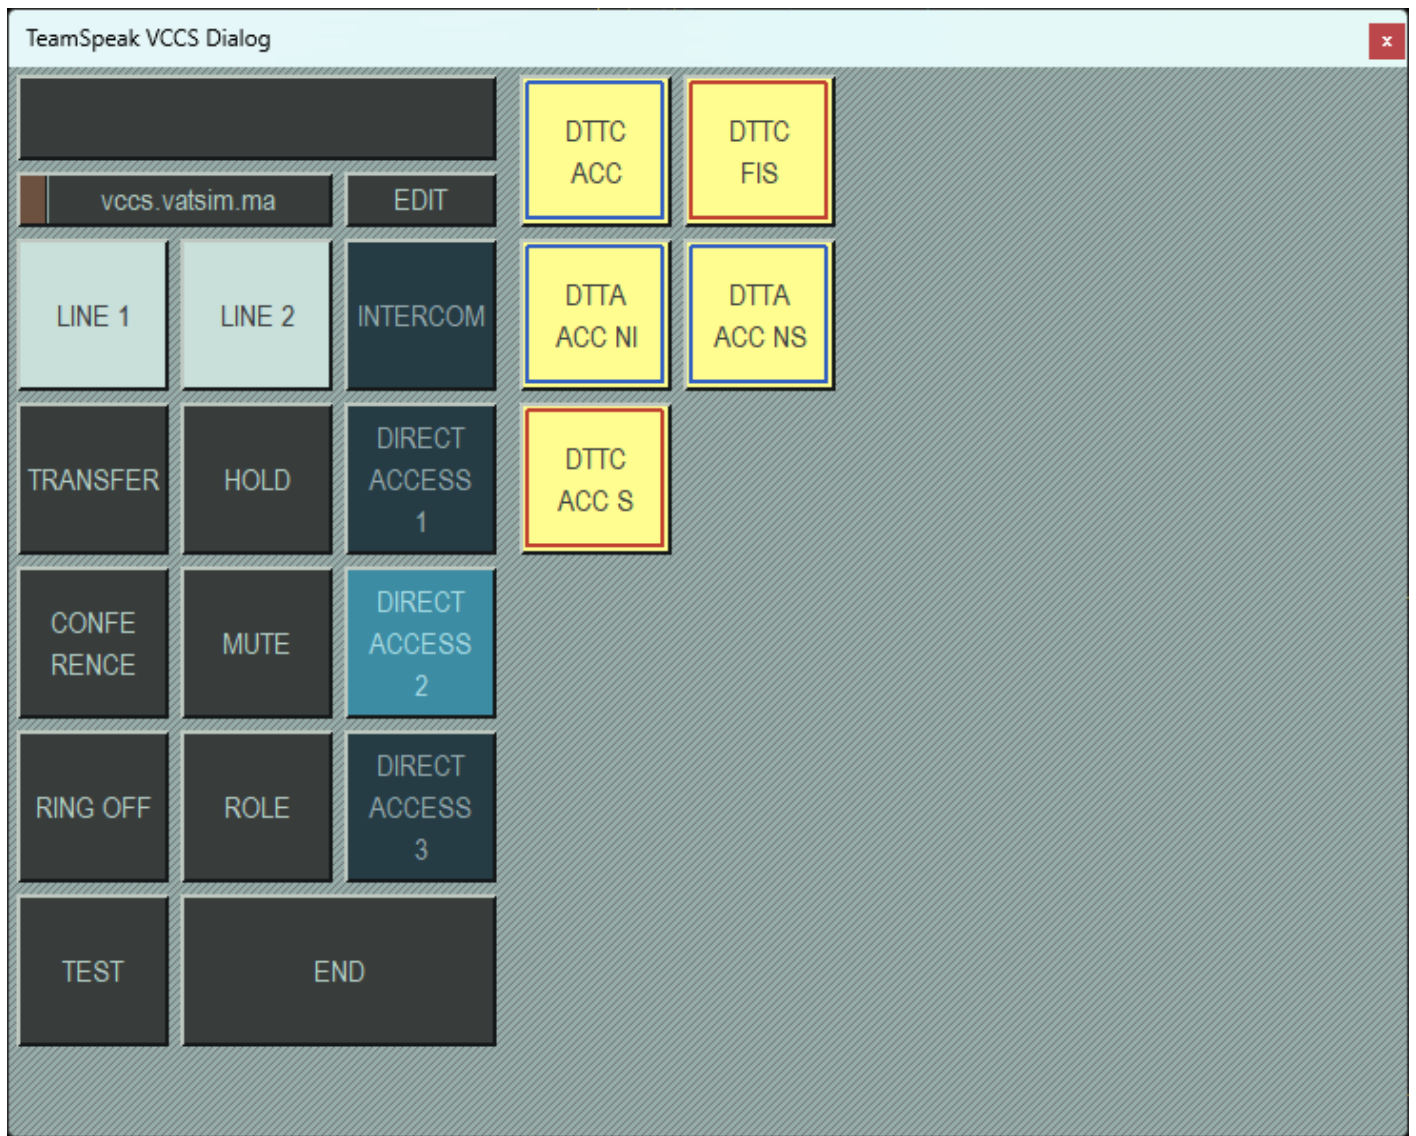 TeamSpeak VCCS Dialog
x
vccs.vatsim.ma
EDIT
LINE 1
LINE 2
INTERCOM
TRANSFER
HOLD
DIRECT
ACCESS
1
CONFE
RENCE
MUTE
DIRECT
ACCESS
2
RING OFF
ROLE
DIRECT
ACCESS
3
TEST
END
DTTC
ACC
DTTC
FIS
DTTA
ACC NI
DTTA
ACC NS
DTTC
ACC S